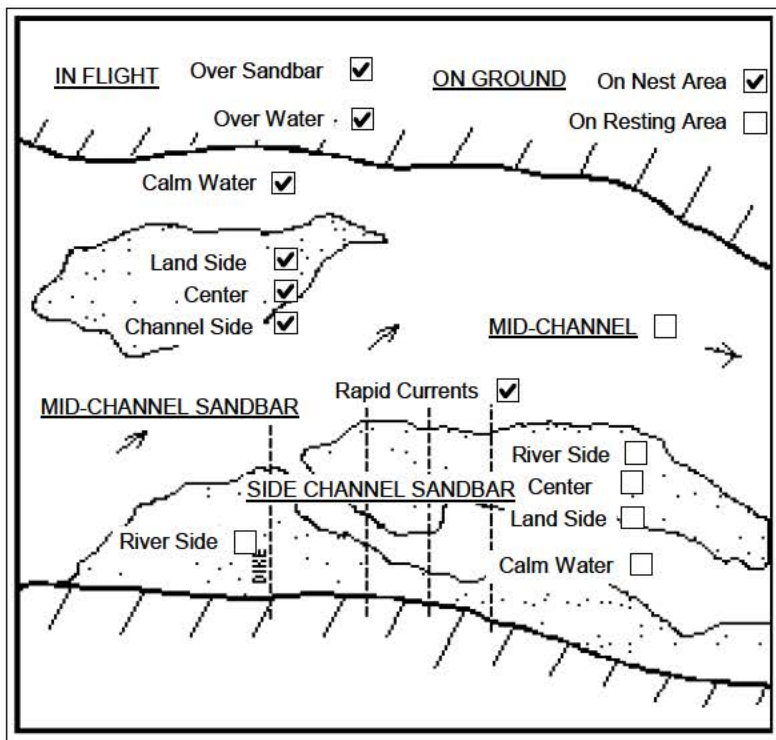 IN FLIGHT Over Sandbar ON GROUND On Nest Area
Over Water On Resting Area
Calm Water
Land Side
Center
Channel Side MID-CHANNEL
Rapid Currents
MID-CHANNEL SANDBAR
River Side
SIDE CHANNEL SANDBAR Center
Land Side
River Side
DIKE
Calm Water